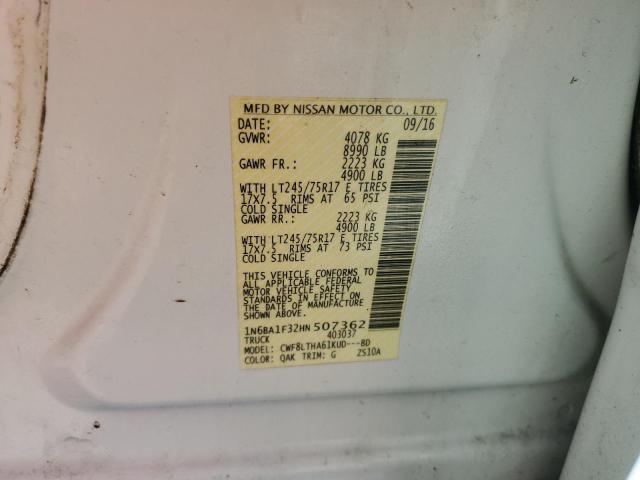 MFD BY NISSAN MOTOR CO., LTD.
DATE: 09/16
GVWR: 4078 KG
8990 LB
GAWR FR.: 2223 KG
4900 LB
WITH LT245/75R17 E TIRES
17X7.5 RIMS AT 65 PSI
COLD SINGLE
GAWR RR.: 2223 KG
4900 LB
WITH LT245/75R17 E TIRES
17X7.5 RIMS AT 73 PSI
COLD SINGLE
THIS VEHICLE CONFORMS TO
ALL APPLICABLE FEDERAL
MOTOR VEHICLE SAFETY
STANDARDS IN EFFECT ON
THE DATE OF MANUFACTURE
SHOWN ABOVE.
1N6BA1F32HN507362
TRUCK 403037
MODEL: CWF8LTHA61KUD---BD
COLOR: QAK TRIM: G ZS10A